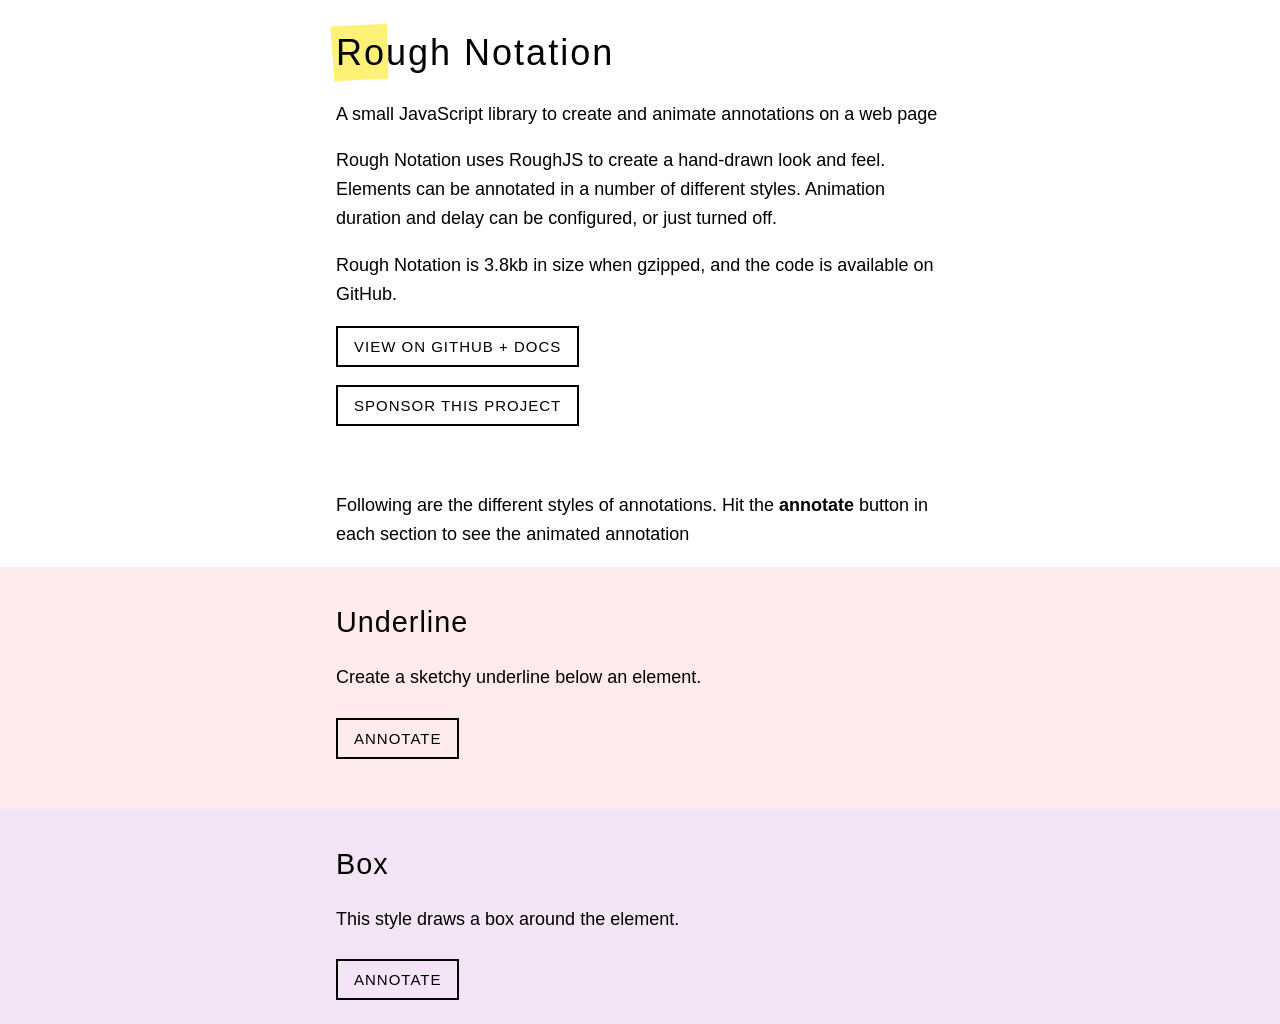 Rough Notation
A small JavaScript library to create and animate annotations on a web page
Rough Notation uses RoughJS to create a hand-drawn look and feel.
Elements can be annotated in a number of different styles. Animation
duration and delay can be configured, or just turned off.
Rough Notation is 3.8kb in size when gzipped, and the code is available on
GitHub.
VIEW ON GITHUB + DOCS
SPONSOR THIS PROJECT
Following are the different styles of annotations. Hit the annotate button in
each section to see the animated annotation
Underline
Create a sketchy underline below an element.
ANNOTATE
Box
This style draws a box around the element.
ANNOTATE